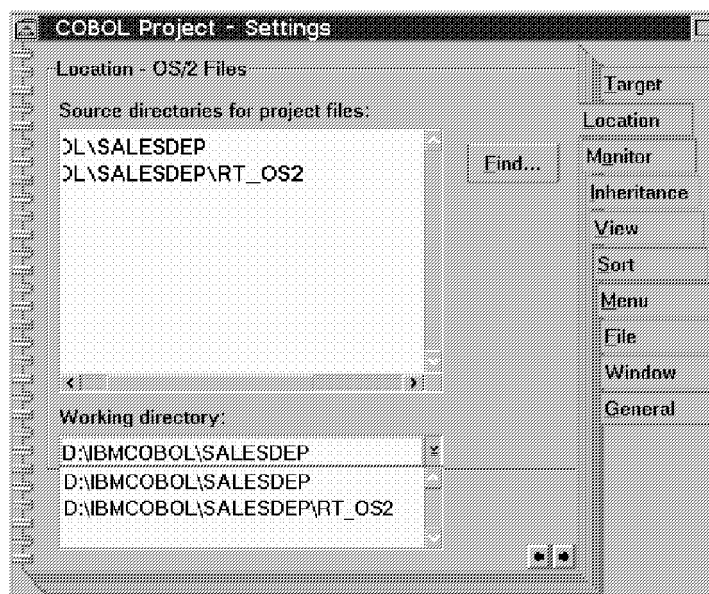 COBOL Project - Settings
Location - OS/2 Files
Source directories for project files:
OL\SALESDEP
OL\SALESDEP\RT_OS2
Find...
Working directory:
D:\IBMCOBOL\SALESDEP
D:\IBMCOBOL\SALESDEP
D:\IBMCOBOL\SALESDEP\RT_OS2
Target
Location
Monitor
Inheritance
View
Sort
Menu
File
Window
General